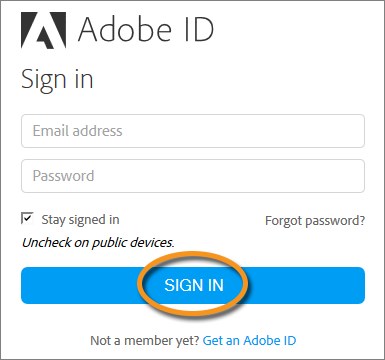 Adobe ID
Sign in
Email address
Password
Stay signed in Forgot password?
Uncheck on public devices.
SIGN IN
Not a member yet? Get an Adobe ID